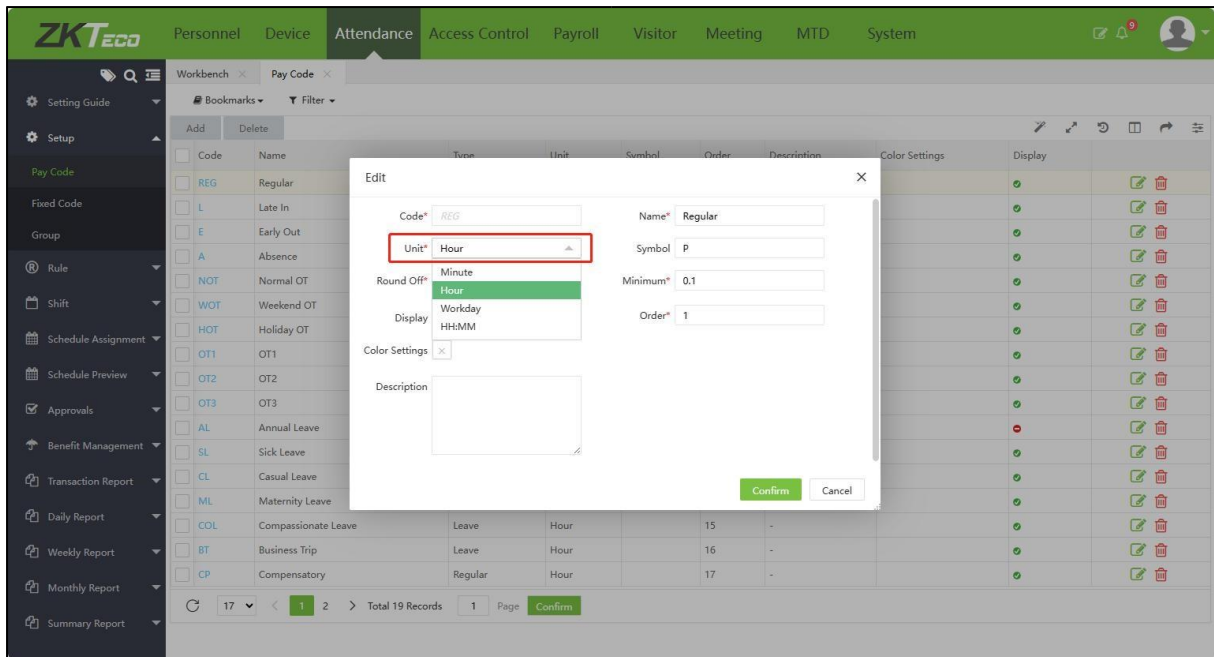 ZKTeco Personnel Device Attendance Access Control Payroll Visitor Meeting MTD System 9
Workbench Pay Code
Setting Guide Bookmarks Filter
Setup Add Delete
Code Name Type Unit Symbol Order Description Color Settings Display
Pay Code
Fixed Code
Group
Rule
Shift
Schedule Assignment
Schedule Preview
Approvals
Benefit Management
Transaction Report
Daily Report
Weekly Report
Monthly Report
Summary Report
REG Regular
L Late In
E Early Out
A Absence
NOT Normal OT
WOT Weekend OT
HOT Holiday OT
OT1 OT1
OT2 OT2
OT3 OT3
AL Annual Leave
SL Sick Leave
CL Casual Leave
ML Maternity Leave
COL Compassionate Leave Leave Hour 15 -
BT Business Trip Leave Hour 16 -
CP Compensatory Regular Hour 17 -
17 1 2 Total 19 Records 1 Page Confirm
Edit
Code* REG Name* Regular
Unit* Hour Symbol P
Minute
Round Off* Minimum* 0.1
Hour
Workday
Display Order* 1
HH:MM
Color Settings
Description
Confirm Cancel